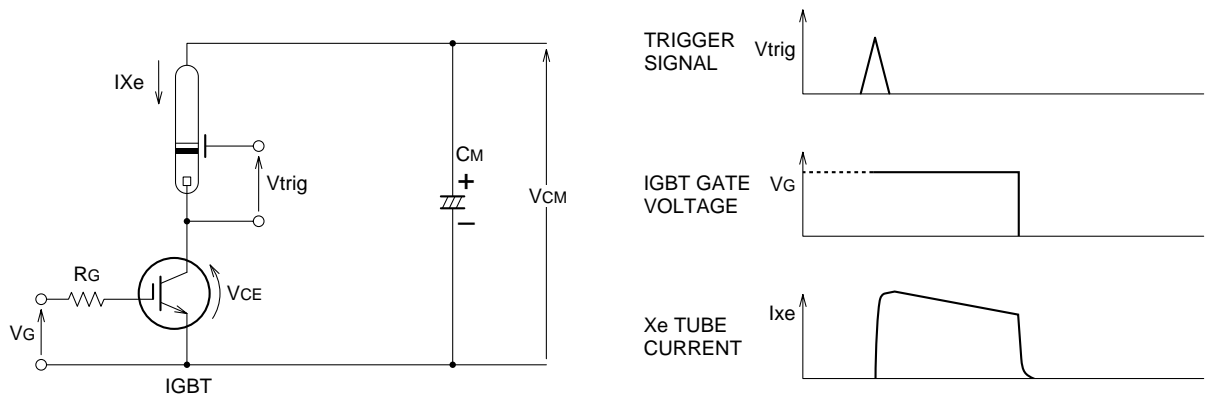 IXe
Vtrig
CM
+
–
VCM
RG
VCE
VG
IGBT
TRIGGER
SIGNAL
Vtrig
IGBT GATE
VOLTAGE
VG
Xe TUBE
CURRENT
Ixe